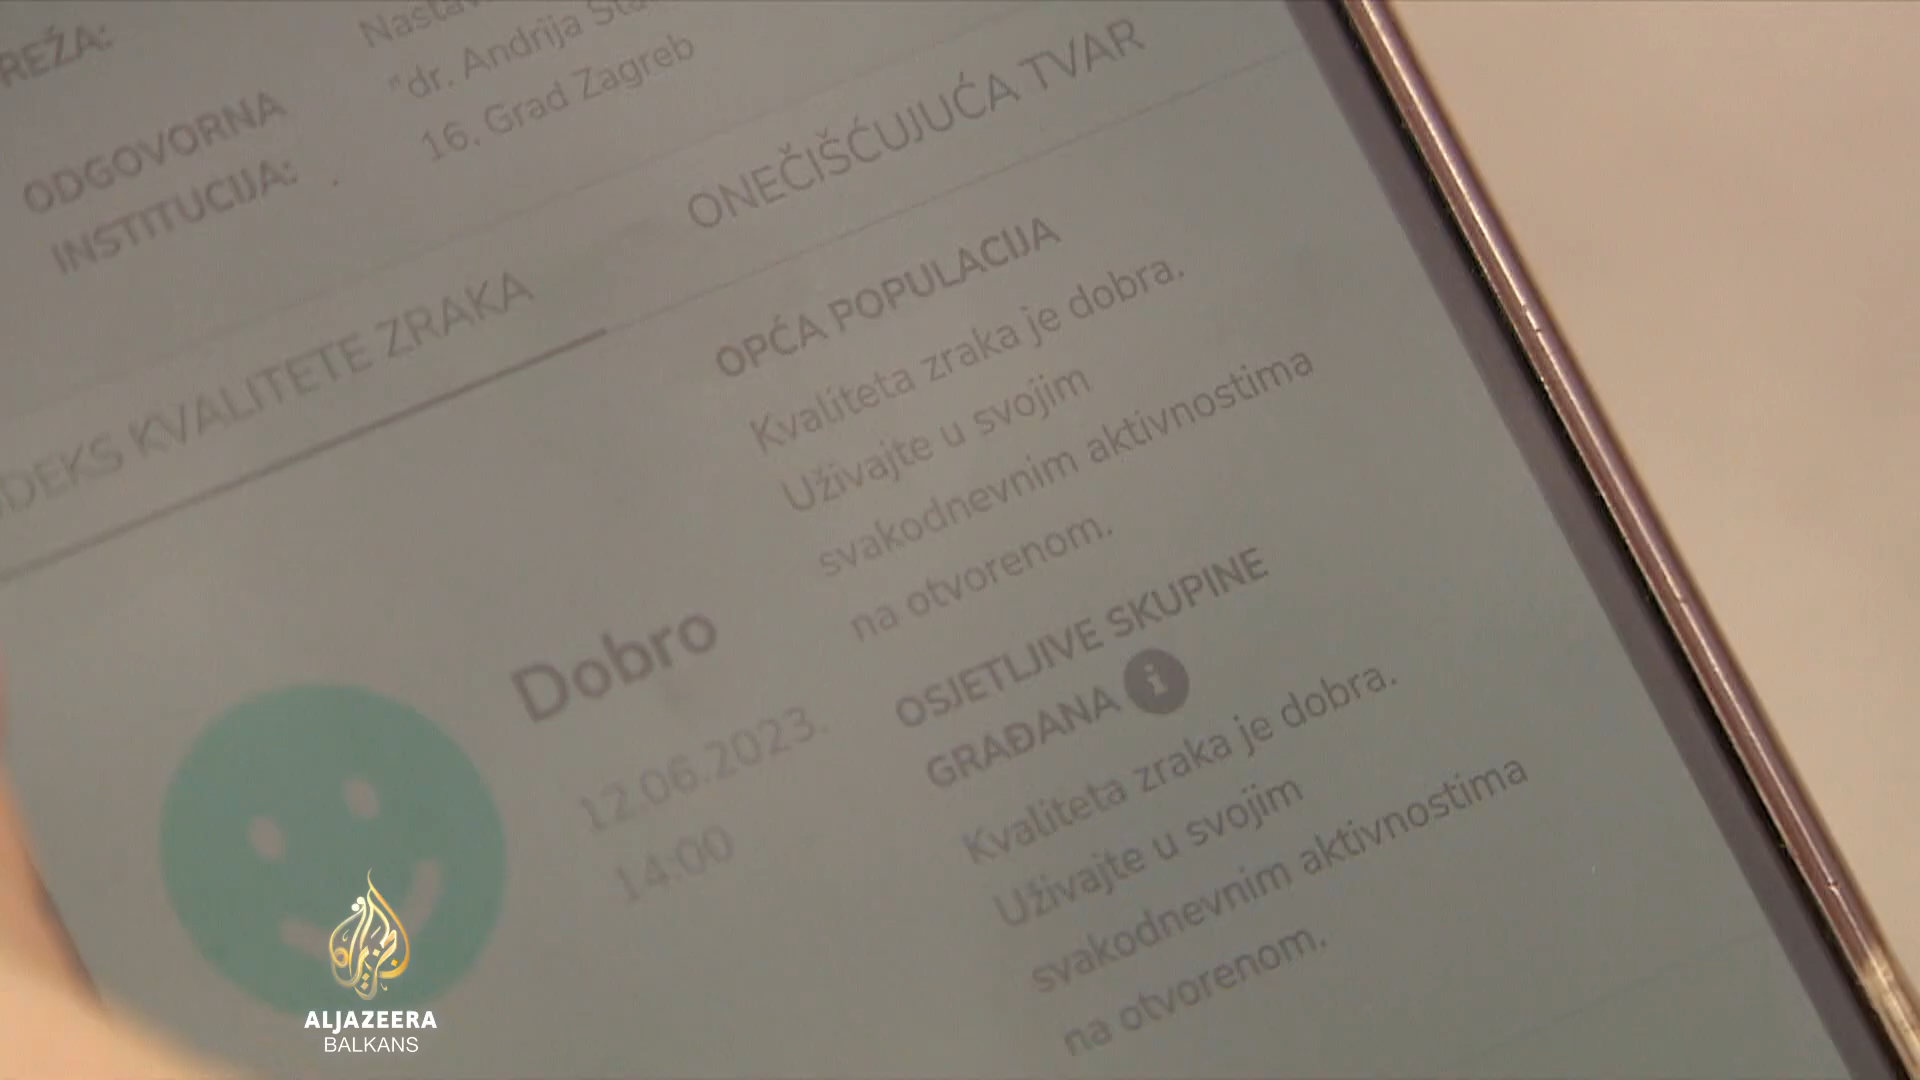 REŽA:
"dr. Andrija
ODGOVORNA
INSTITUCIJA:
16. Grad Zagreb
DEKS KVALITETE ZRAKA
ONEČIŠĆUJUĆA TVAR
Dobro
12.06.2023.
14:00
OPĆA POPULACIJA
Kvaliteta zraka je dobra.
Uživajte u svojim
svakodnevnim aktivnostima
na otvorenom.
OSJETLJIVE SKUPINE
GRAĐANA i
Kvaliteta zraka je dobra.
Uživajte u svojim
svakodnevnim aktivnostima
na otvorenom.
ALJAZEERA
BALKANS